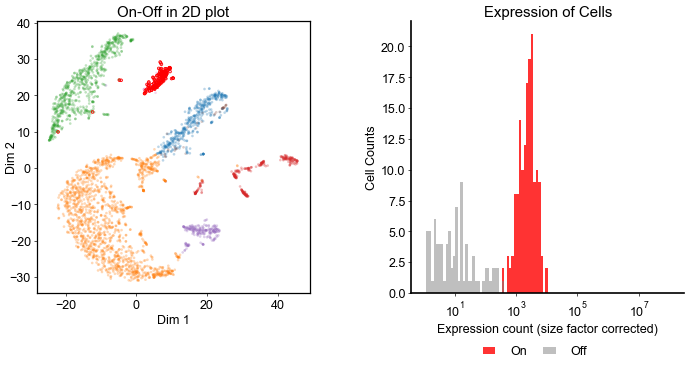 On-Off in 2D plot
40
30
20
10
0
−10
−20
−30
Dim 2
−20 0 20 40
Dim 1
Expression of Cells
20.0
17.5
15.0
12.5
10.0
7.5
5.0
2.5
0.0
Cell Counts
10^1 10^3 10^5 10^7
Expression count (size factor corrected)
On Off